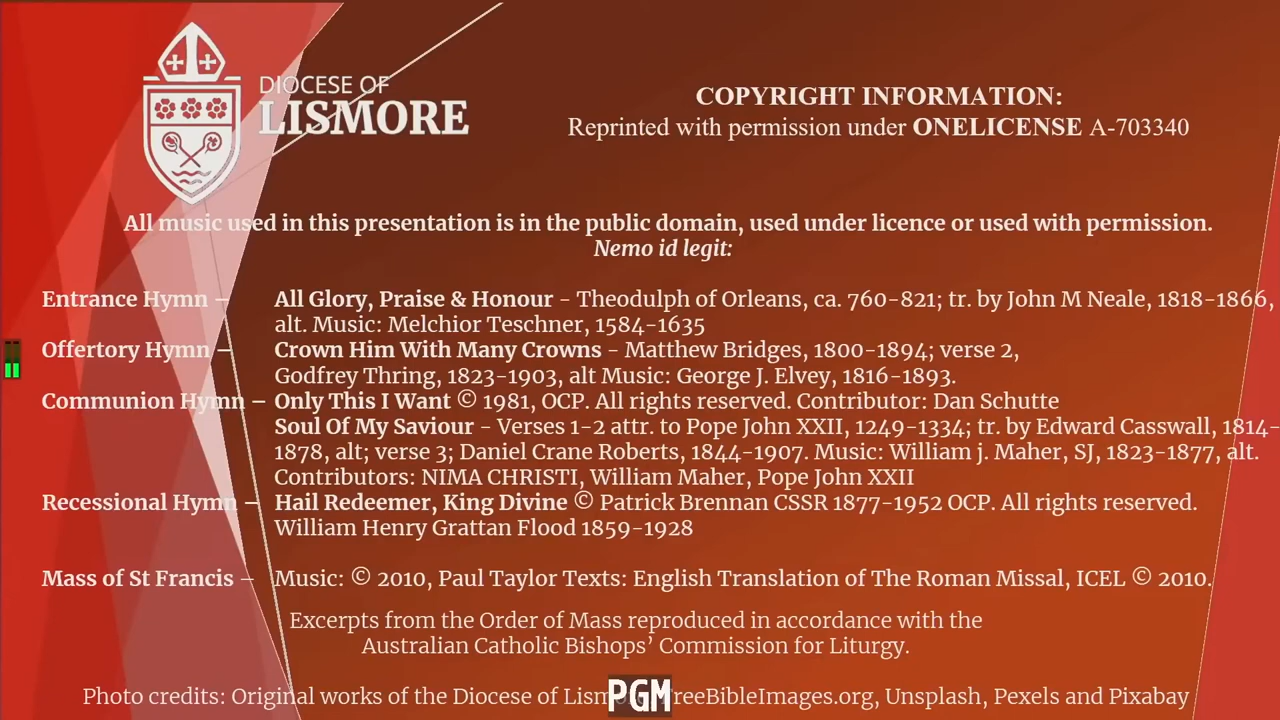 DIOCESE OF
LISMORE
COPYRIGHT INFORMATION:
Reprinted with permission under ONELICENSE A-703340
All music used in this presentation is in the public domain, used under licence or used with permission.
Nemo id legit:
Entrance Hymn – All Glory, Praise & Honour - Theodulph of Orleans, ca. 760-821; tr. by John M Neale, 1818-1866,
alt. Music: Melchior Teschner, 1584-1635
Offertory Hymn – Crown Him With Many Crowns - Matthew Bridges, 1800-1894; verse 2,
Godfrey Thring, 1823-1903, alt Music: George J. Elvey, 1816-1893.
Communion Hymn – Only This I Want © 1981, OCP. All rights reserved. Contributor: Dan Schutte
Soul Of My Saviour - Verses 1-2 attr. to Pope John XXII, 1249-1334; tr. by Edward Casswall, 1814-
1878, alt; verse 3; Daniel Crane Roberts, 1844-1907. Music: William j. Maher, SJ, 1823-1877, alt.
Contributors: NIMA CHRISTI, William Maher, Pope John XXII
Recessional Hymn – Hail Redeemer, King Divine © Patrick Brennan CSSR 1877-1952 OCP. All rights reserved.
William Henry Grattan Flood 1859-1928
Mass of St Francis – Music: © 2010, Paul Taylor Texts: English Translation of The Roman Missal, ICEL © 2010.
Excerpts from the Order of Mass reproduced in accordance with the
Australian Catholic Bishops’ Commission for Liturgy.
Photo credits: Original works of the Diocese of Lism PGM reeBibleImages.org, Unsplash, Pexels and Pixabay